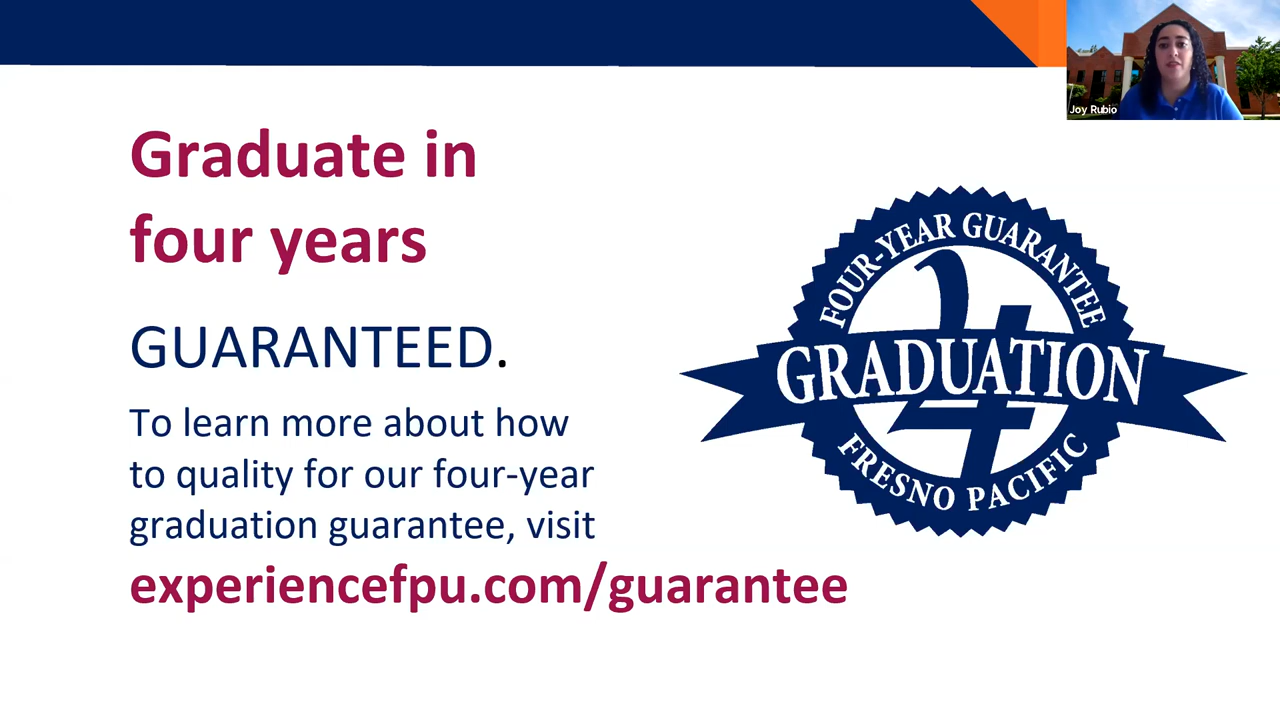 Joy Rubio
Graduate in
four years
GUARANTEED.
To learn more about how
to quality for our four-year
graduation guarantee, visit
experiencefpu.com/guarantee
FOUR-YEAR GUARANTEE
4
GRADUATION
FRESNO PACIFIC